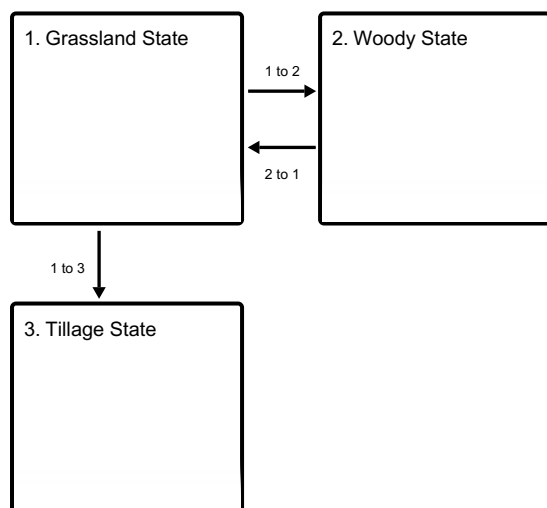 1. Grassland State
2. Woody State
1 to 2
2 to 1
1 to 3
3. Tillage State